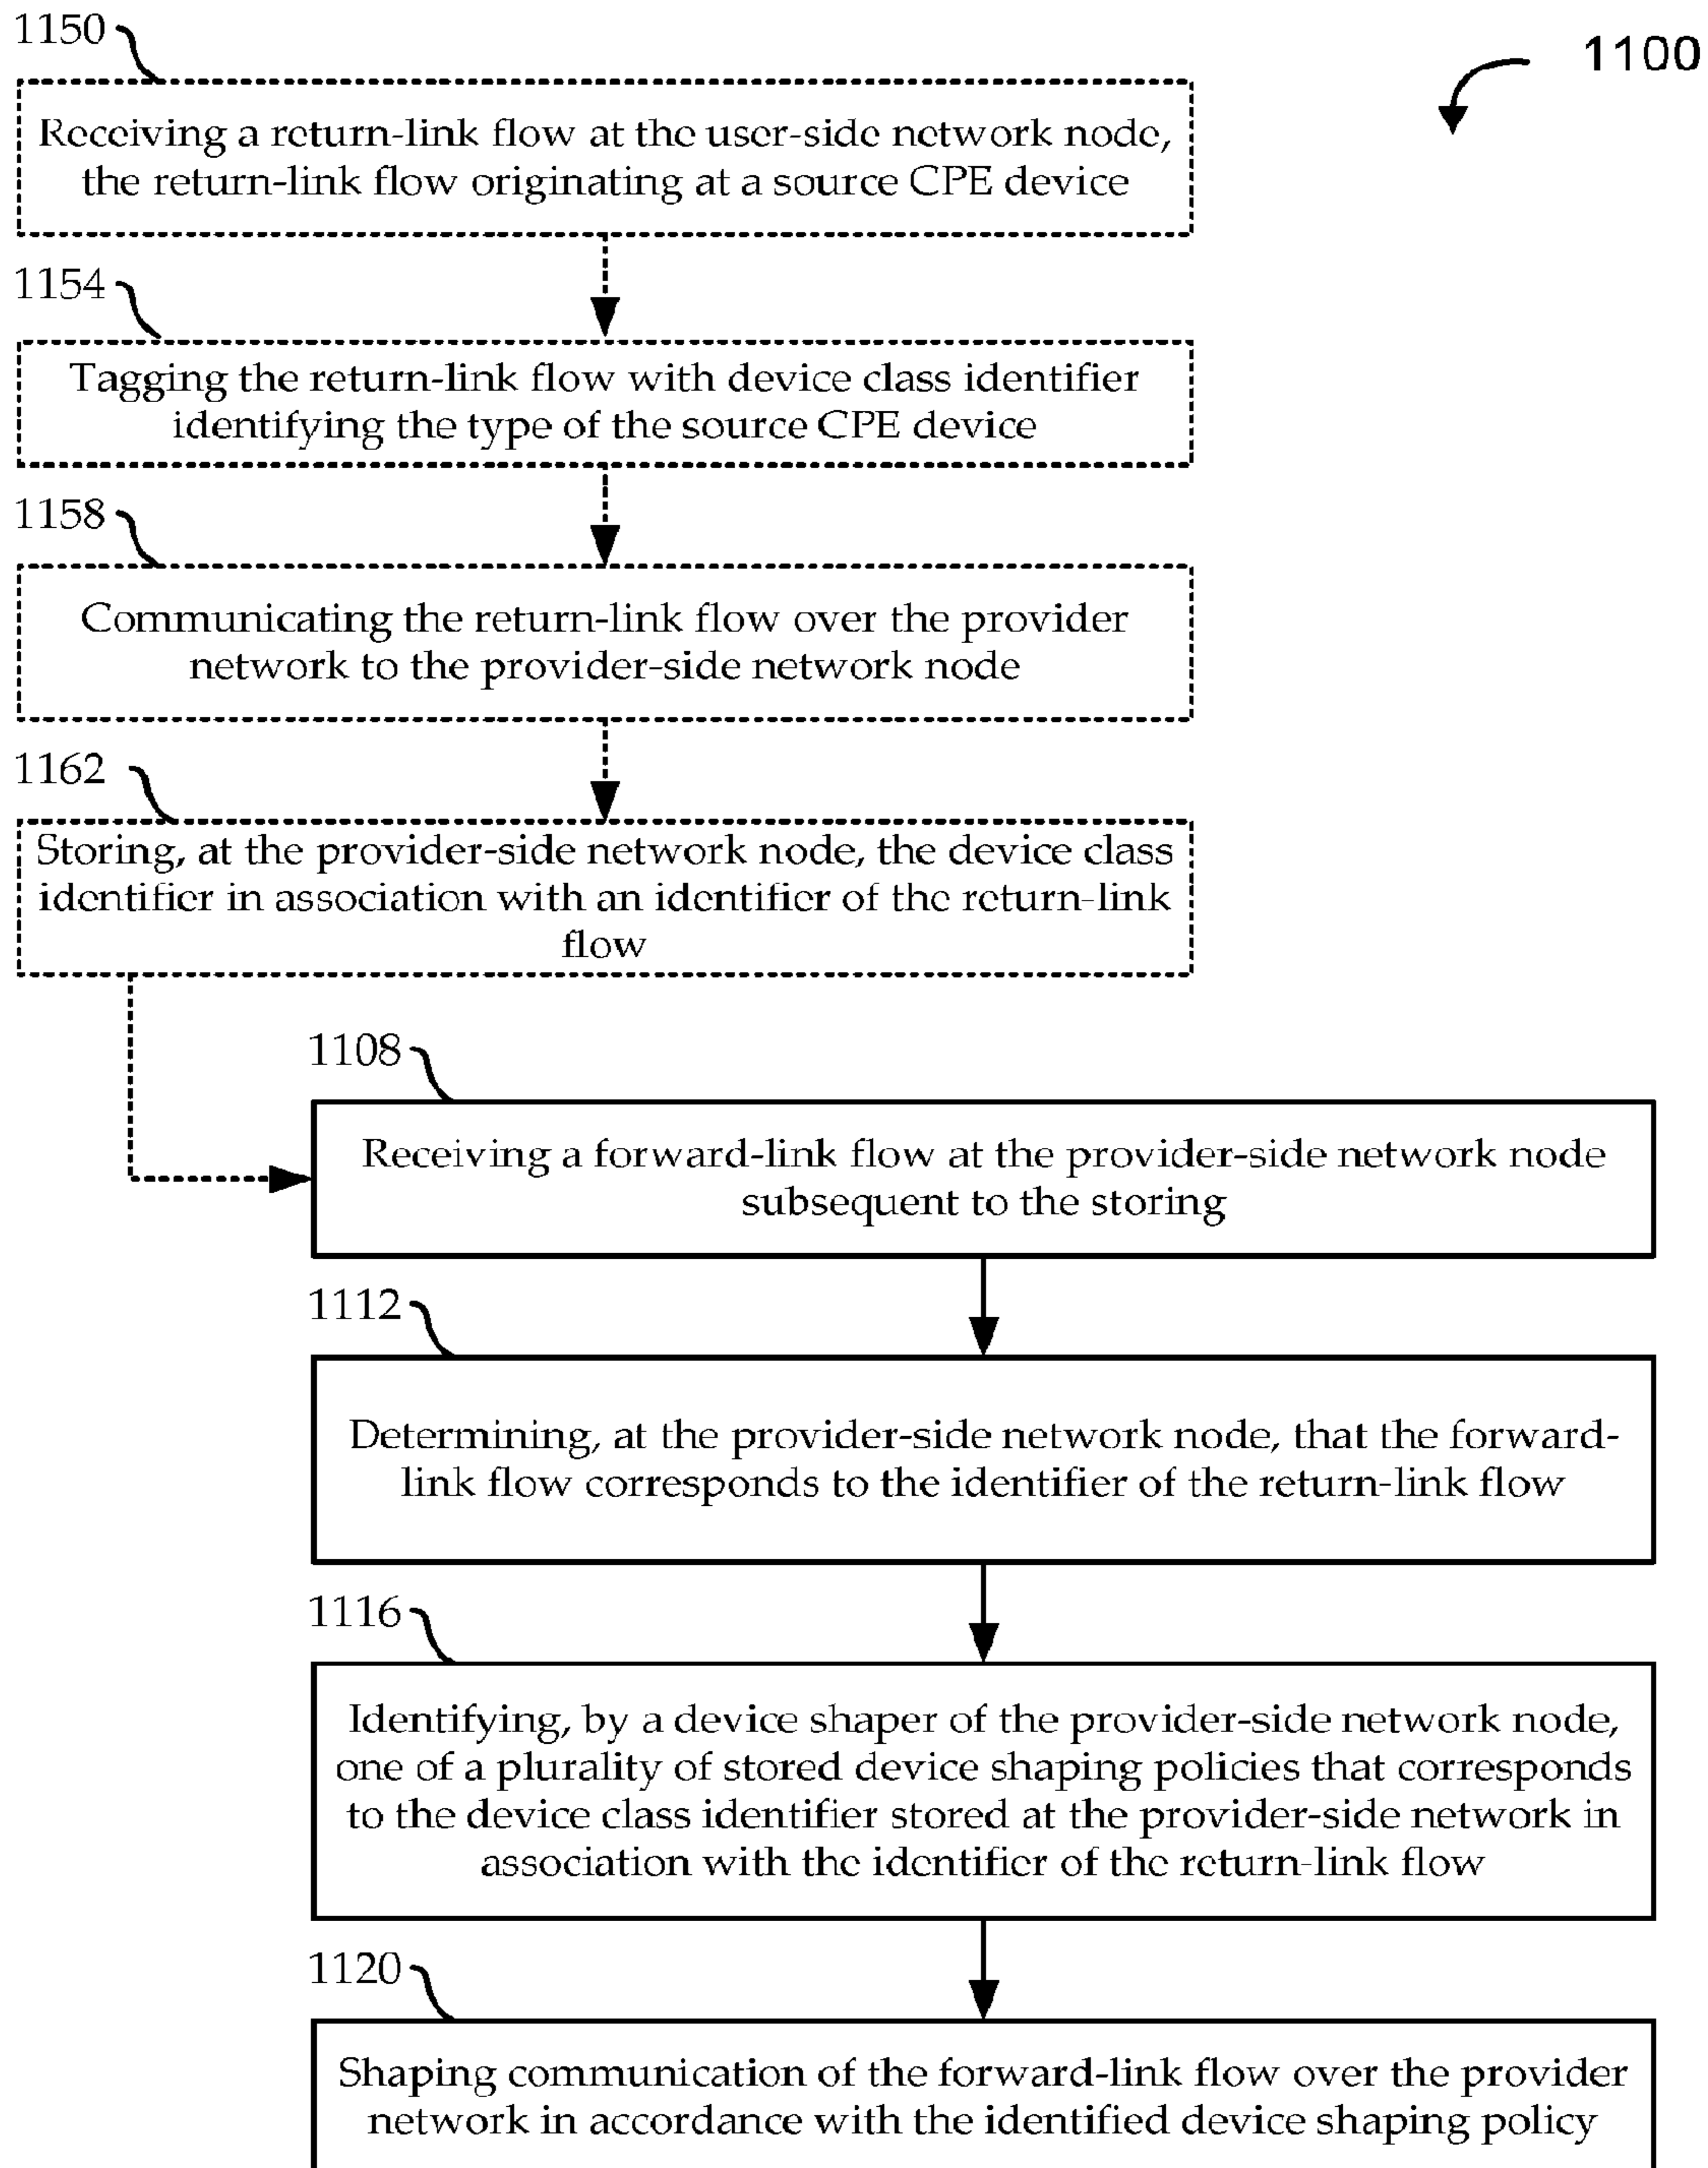 1150
1100
Receiving a return-link flow at the user-side network node,
the return-link flow originating at a source CPE device
1154
Tagging the return-link flow with device class identifier
identifying the type of the source CPE device
1158
Communicating the return-link flow over the provider
network to the provider-side network node
1162
Storing, at the provider-side network node, the device class
identifier in association with an identifier of the return-link
flow
1108
Receiving a forward-link flow at the provider-side network node
subsequent to the storing
1112
Determining, at the provider-side network node, that the forward-
link flow corresponds to the identifier of the return-link flow
1116
Identifying, by a device shaper of the provider-side network node,
one of a plurality of stored device shaping policies that corresponds
to the device class identifier stored at the provider-side network in
association with the identifier of the return-link flow
1120
Shaping communication of the forward-link flow over the provider
network in accordance with the identified device shaping policy